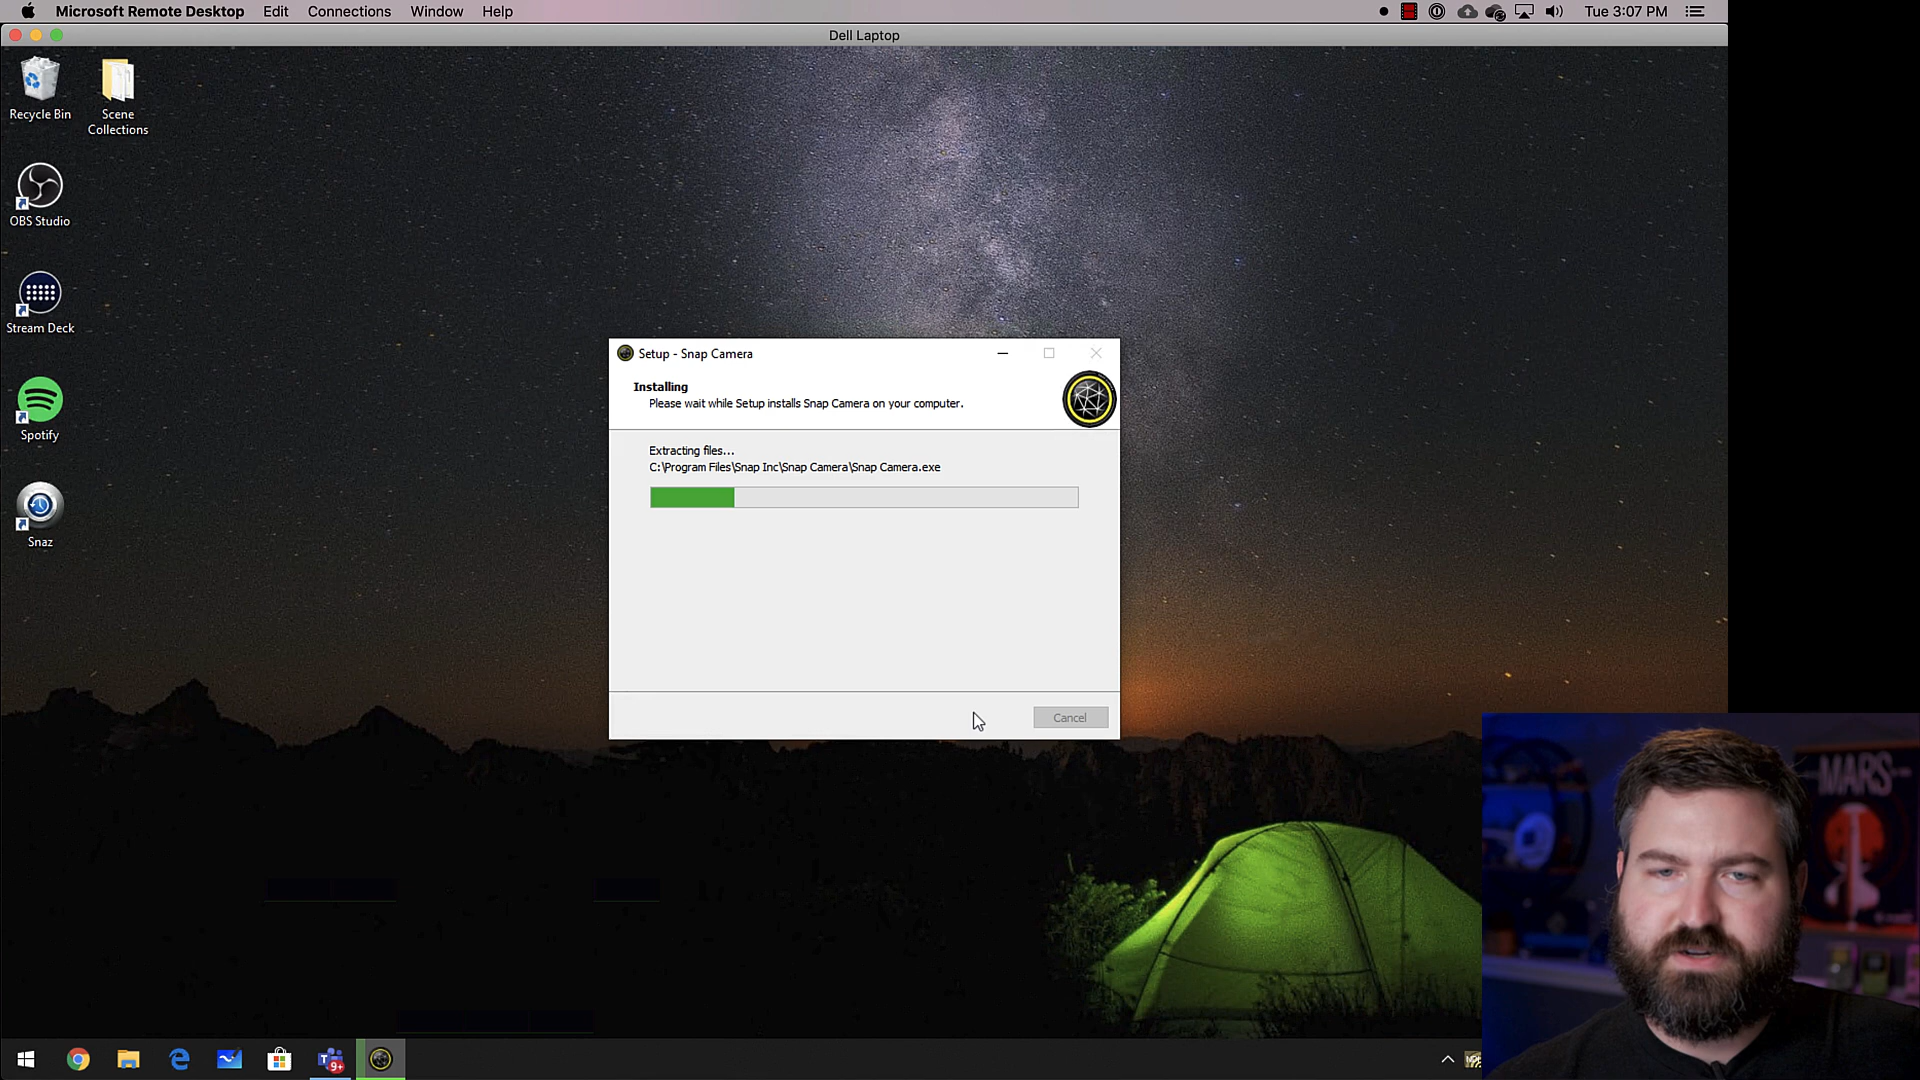 Microsoft Remote Desktop Edit Connections Window Help
Tue 3:07 PM
Dell Laptop
Recycle Bin
Scene
Collections
OBS Studio
Stream Deck
Spotify
Snaz
Setup - Snap Camera
Installing
Please wait while Setup installs Snap Camera on your computer.
Extracting files...
C:\Program Files\Snap Inc\Snap Camera\Snap Camera.exe
Cancel
MARS
9+